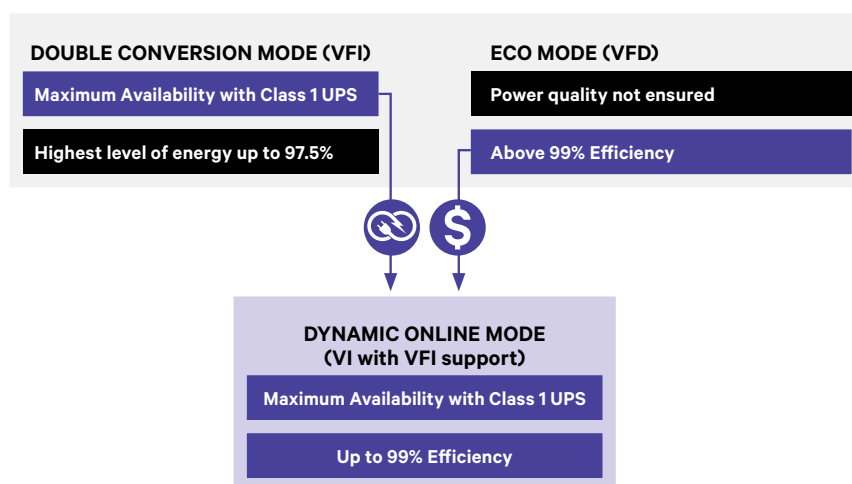 DOUBLE CONVERSION MODE (VFI)
Maximum Availability with Class 1 UPS
Highest level of energy up to 97.5%
ECO MODE (VFD)
Power quality not ensured
Above 99% Efficiency
$
DYNAMIC ONLINE MODE
(VI with VFI support)
Maximum Availability with Class 1 UPS
Up to 99% Efficiency